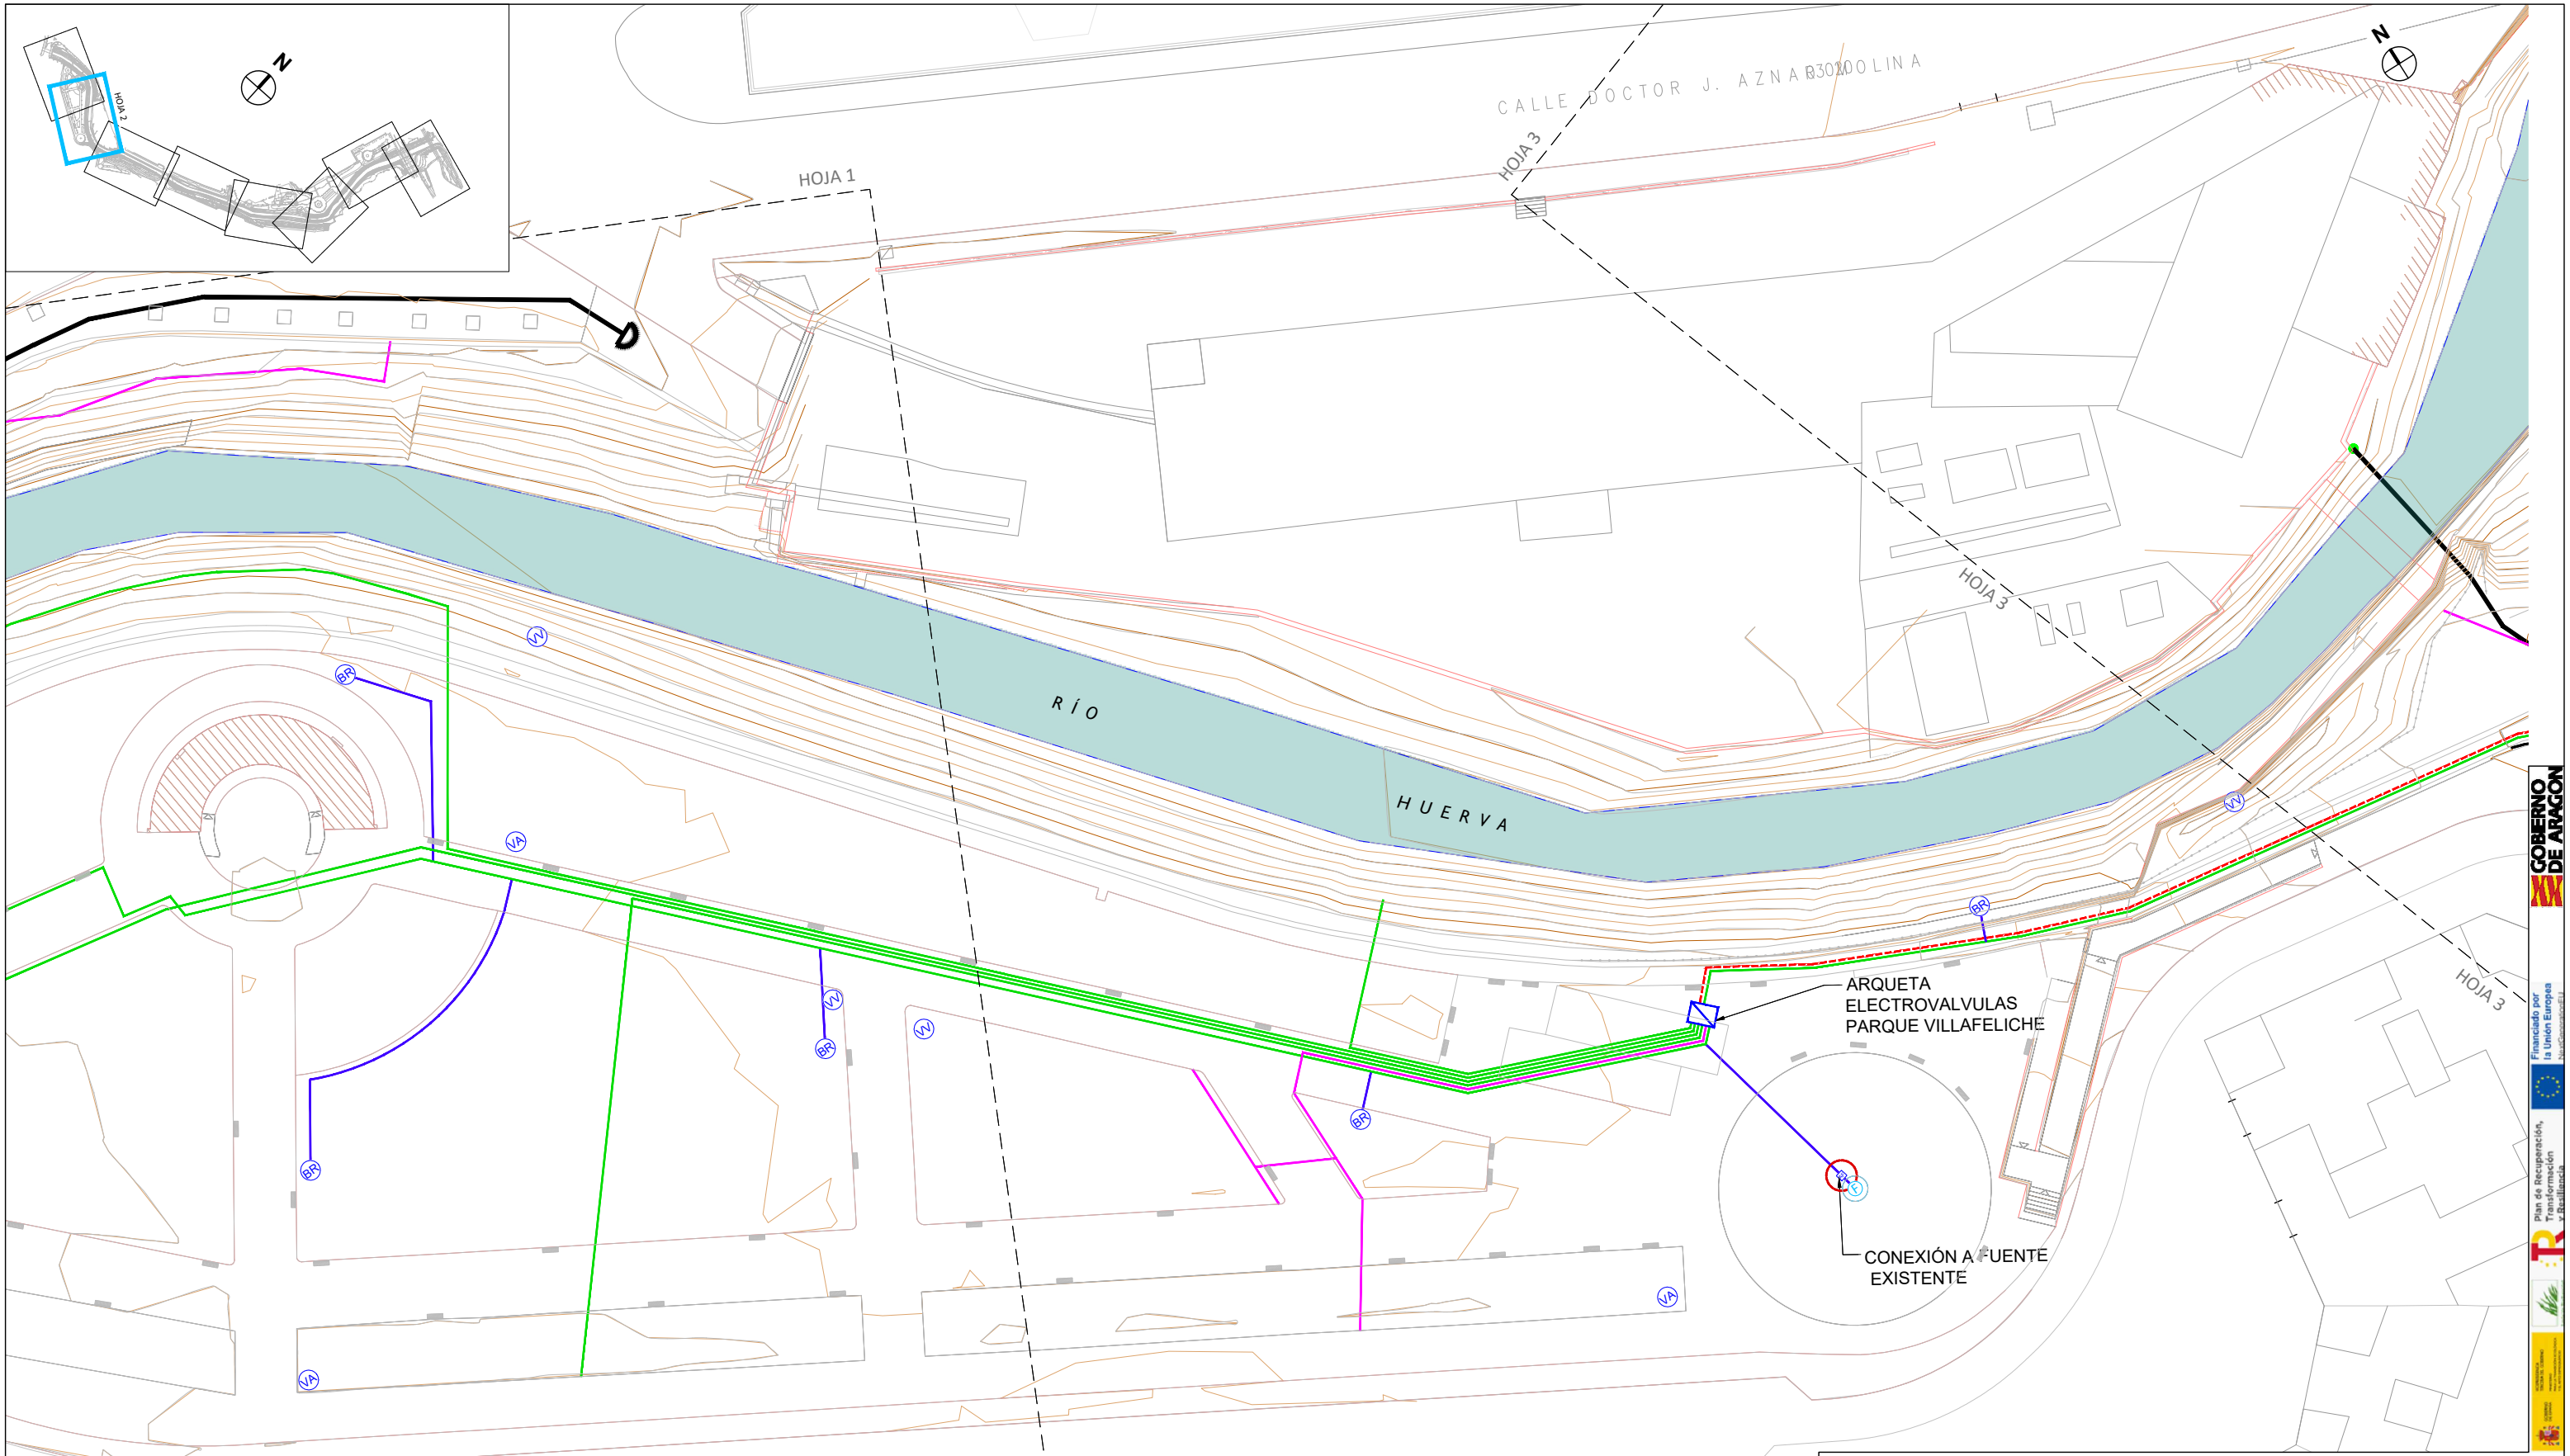 N
HOJA 2
HOJA 1
HOJA 3
CALLE DOCTOR J. AZNAR MOLINA
N
HOJA 3
RÍO
HUERVA
VV
BR
VA
VV
BR
BR
VV
BR
BR
VV
ARQUETA
ELECTROVALVULAS
PARQUE VILLAFELICHE
HOJA 3
F
CONEXIÓN A FUENTE
EXISTENTE
VA
VA
GOBIERNO
DE ARAGON
Financiado por
la Unión Europea
NextGenerationEU
Plan de Recuperación,
Transformación
y Resiliencia